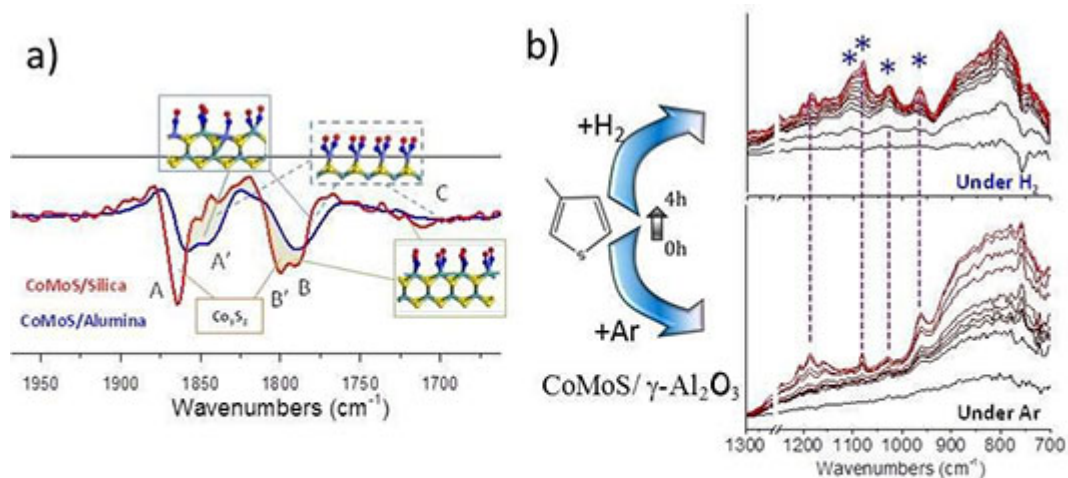 a)
C
A
A'
B'
B
CoMoS/Silica
CoMoS/Alumina
Co₉S₈
1950 1900 1850 1800 1750 1700
Wavenumbers (cm⁻¹)
b)
+H₂
4h
0h
S
+Ar
CoMoS/ γ-Al₂O₃
* * * *
Under H₂
Under Ar
1300 1200 1100 1000 900 800 700
Wavenumbers (cm⁻¹)